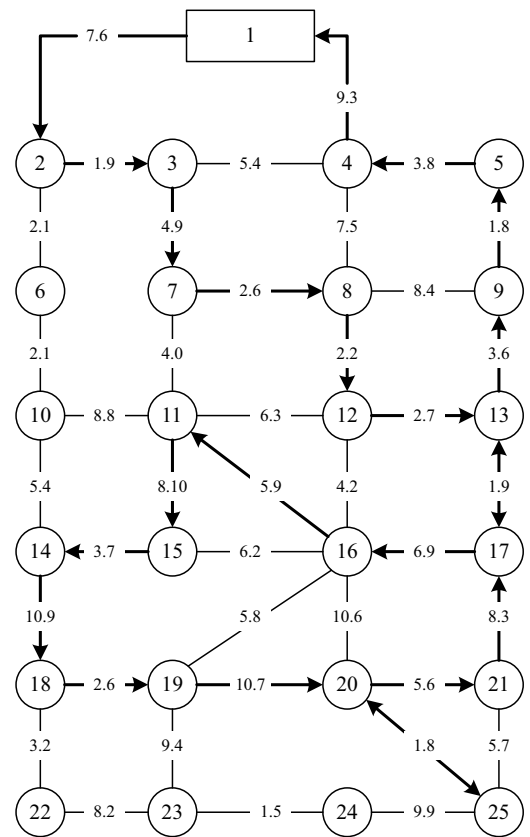 7.6 1
9.3
2 1.9 3 5.4 4 3.8 5
2.1 4.9 7.5 1.8
6 7 2.6 8 8.4 9
2.1 4.0 2.2 3.6
10 8.8 11 6.3 12 2.7 13
5.4 8.10 5.9 4.2 1.9
14 3.7 15 6.2 16 6.9 17
10.9 5.8 10.6 8.3
18 2.6 19 10.7 20 5.6 21
3.2 9.4 1.8 5.7
22 8.2 23 1.5 24 9.9 25